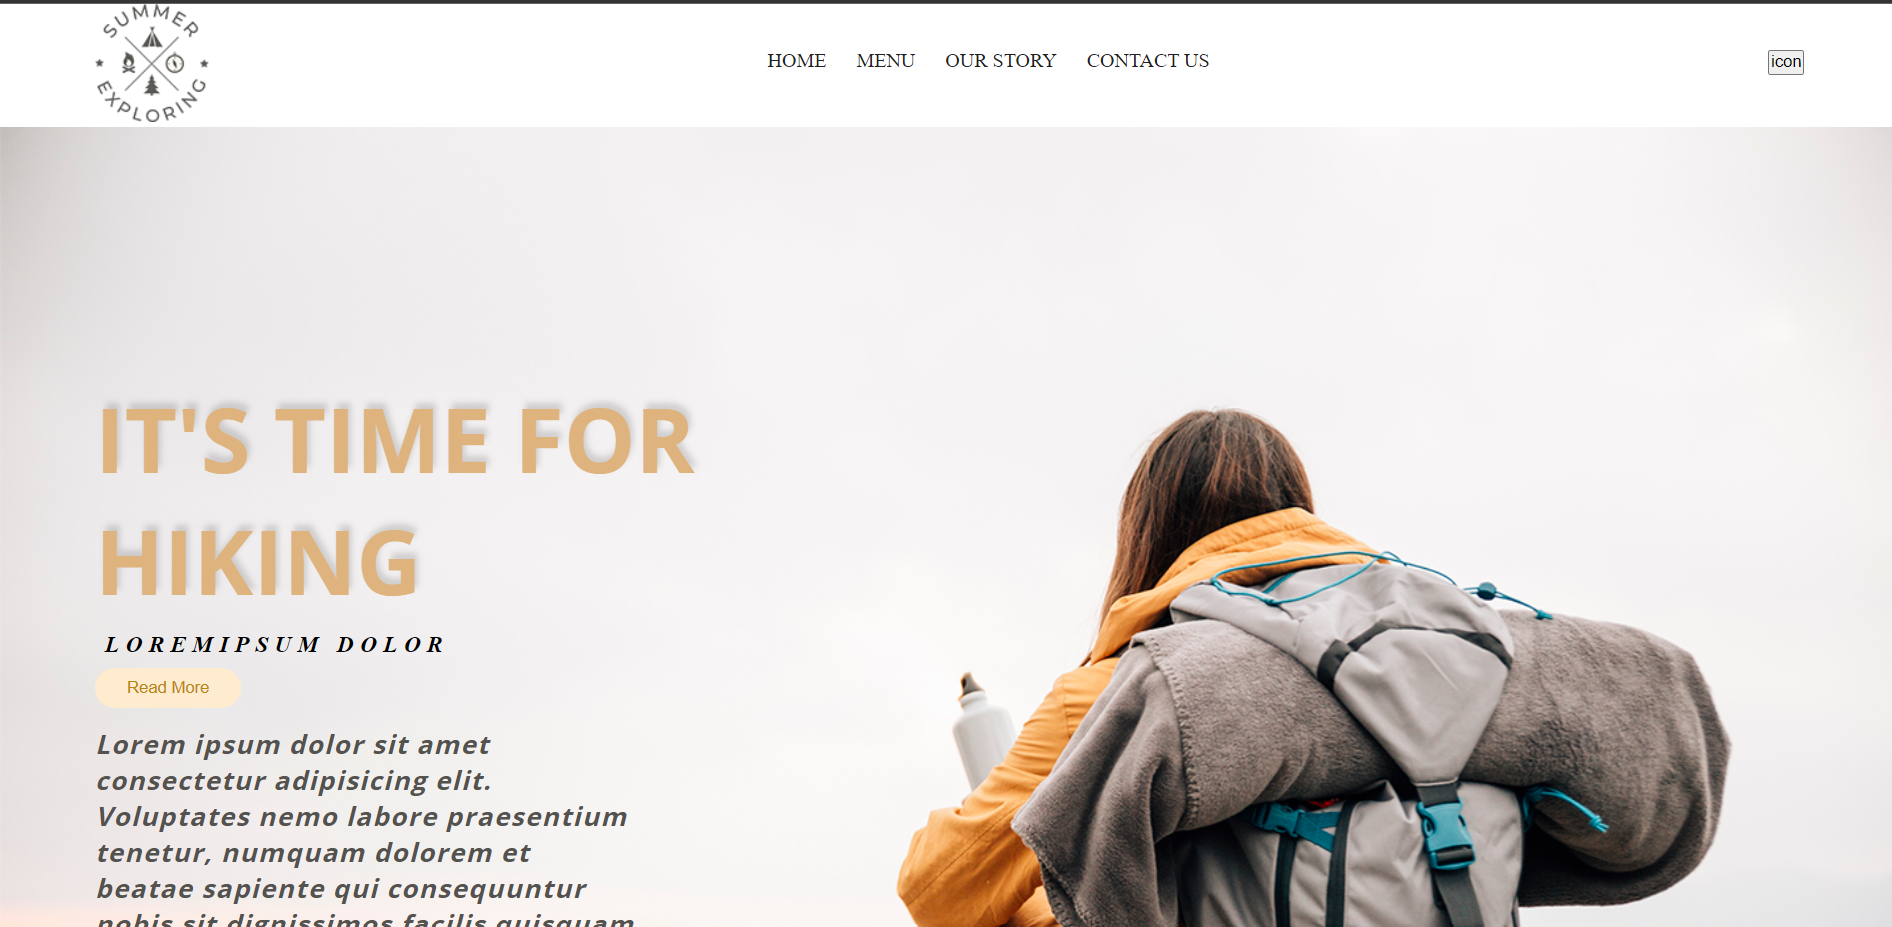 SUMMER
EXPLORING
HOME MENU OUR STORY CONTACT US
icon
IT'S TIME FOR
HIKING
LOREMIPSUM DOLOR
Read More
Lorem ipsum dolor sit amet
consectetur adipisicing elit.
Voluptates nemo labore praesentium
tenetur, numquam dolorem et
beatae sapiente qui consequuntur
nobis sit dignissimos facilis quisquam